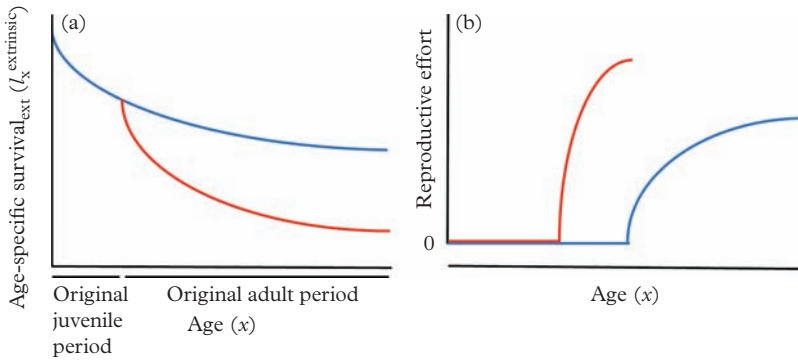 (a)
Age-specific survival_ext (l_x^extrinsic)
Original juvenile period
Original adult period
Age (x)
(b)
Reproductive effort
0
Age (x)